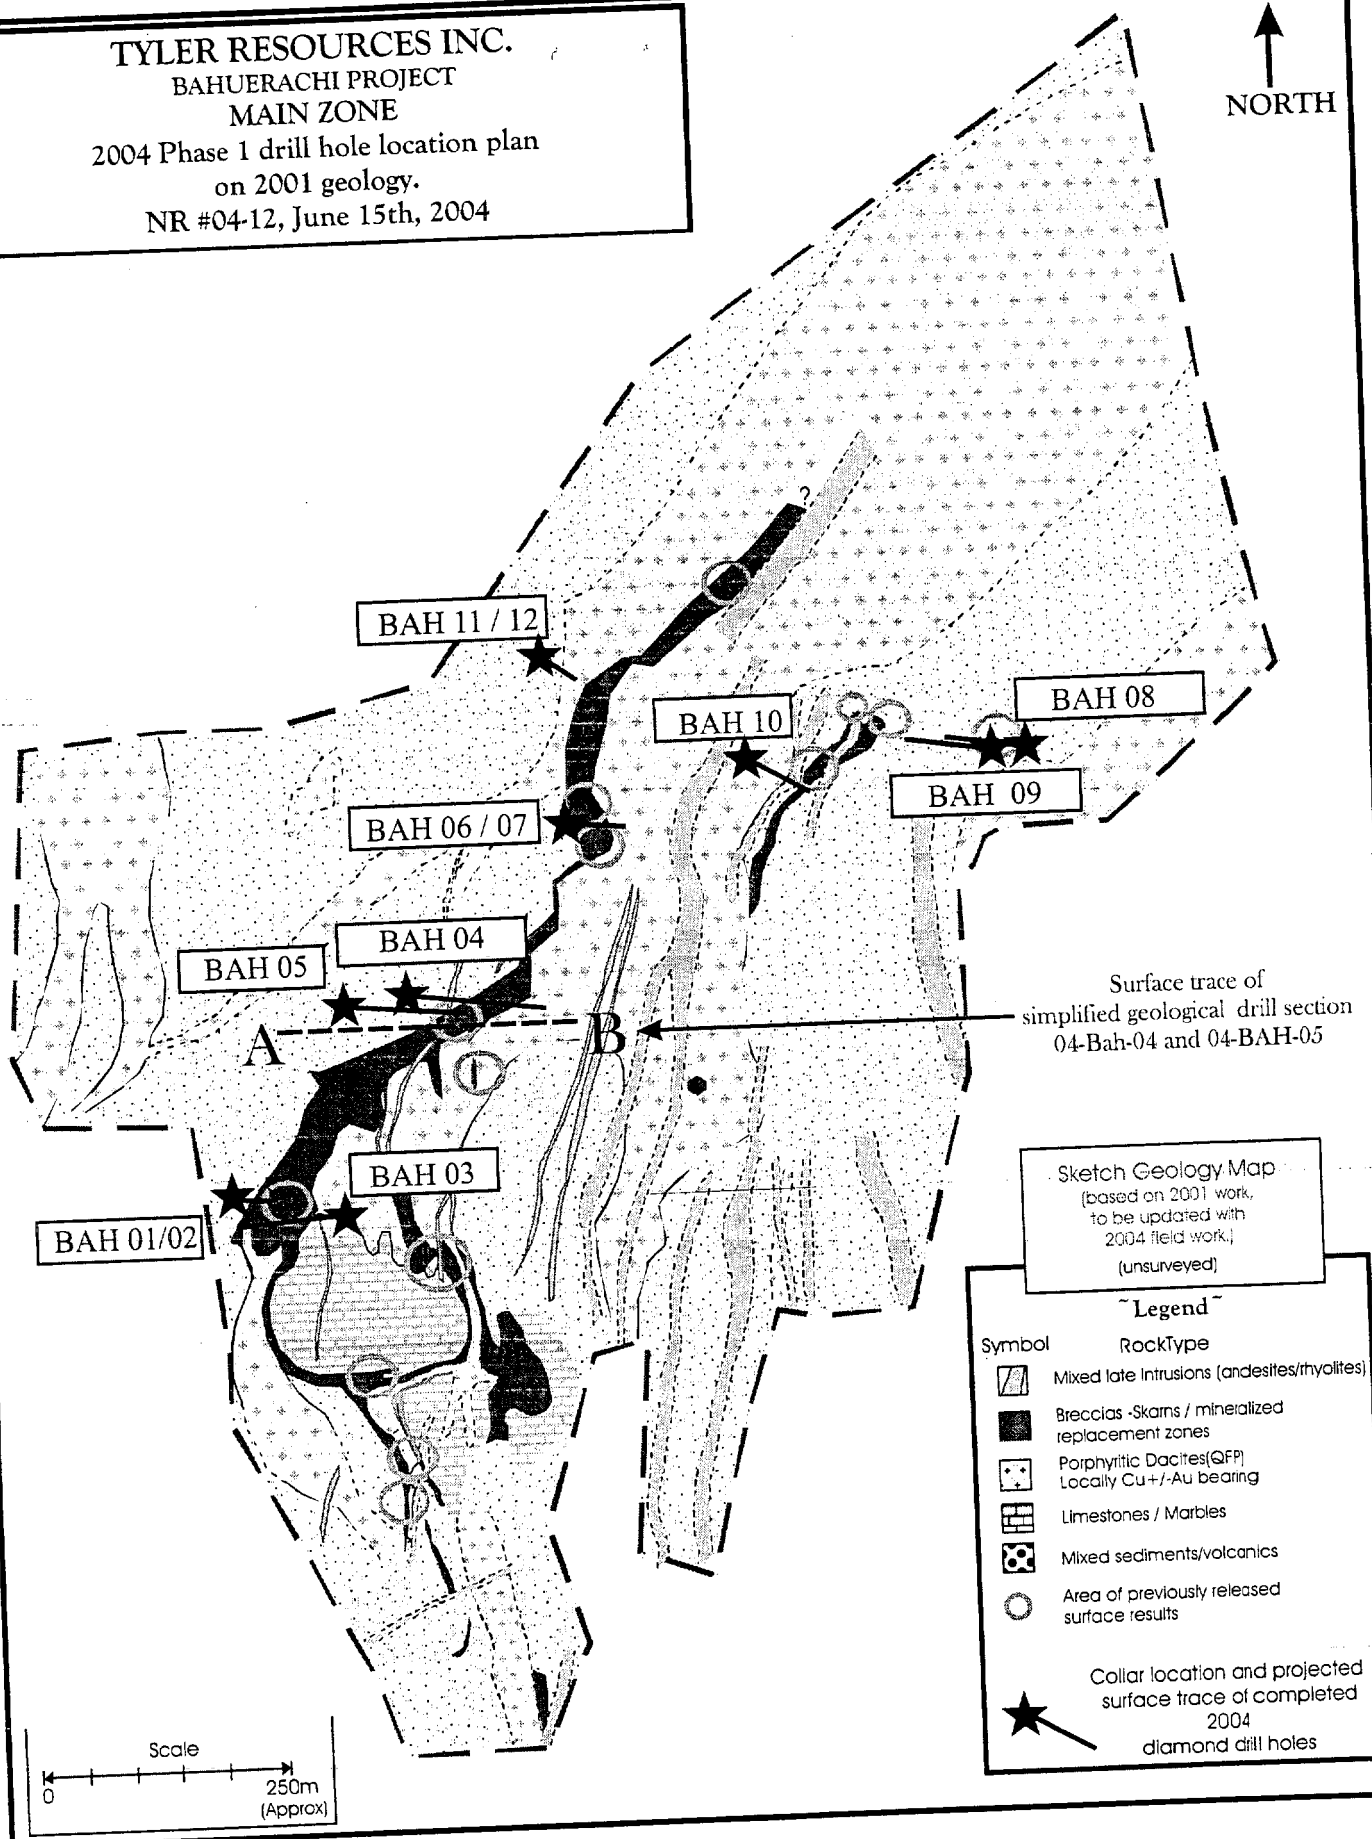 TYLER RESOURCES INC.
BAHUERACHI PROJECT
MAIN ZONE
2004 Phase 1 drill hole location plan
on 2001 geology.
NR #04-12, June 15th, 2004
NORTH
?
BAH 11 / 12
BAH 08
BAH 10
BAH 09
BAH 06 / 07
BAH 04
BAH 05
A
B
Surface trace of
simplified geological drill section
04-Bah-04 and 04-BAH-05
BAH 03
BAH 01/02
Sketch Geology Map
(based on 2001 work,
to be updated with
2004 field work.)
(unsurveyed)
~Legend~
Symbol RockType
Mixed late Intrusions (andesites/rhyolites)
Breccias -Skarns / mineralized
replacement zones
Porphyritic Dacites(QFP)
Locally Cu+/-Au bearing
Limestones / Marbles
Mixed sediments/volcanics
Area of previously released
surface results
Collar location and projected
surface trace of completed
2004
diamond drill holes
Scale
0 250m
(Approx)